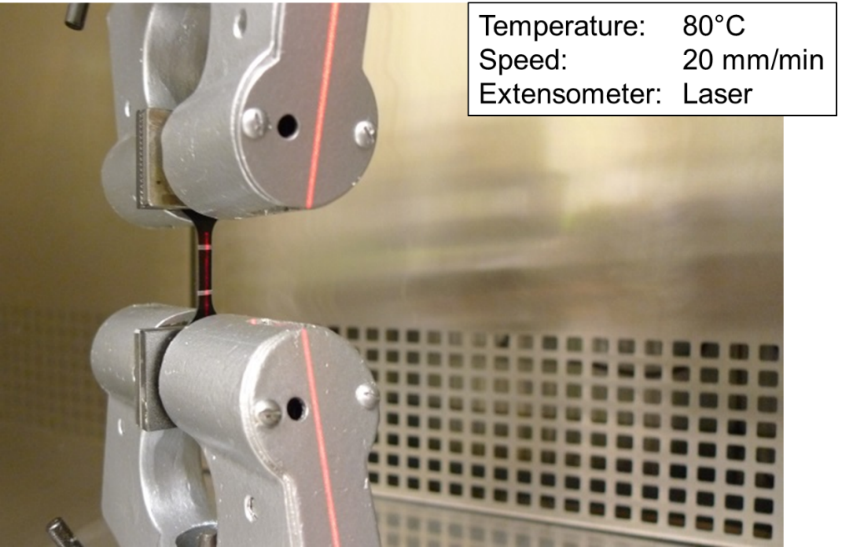 Temperature: 80°C
Speed: 20 mm/min
Extensometer: Laser